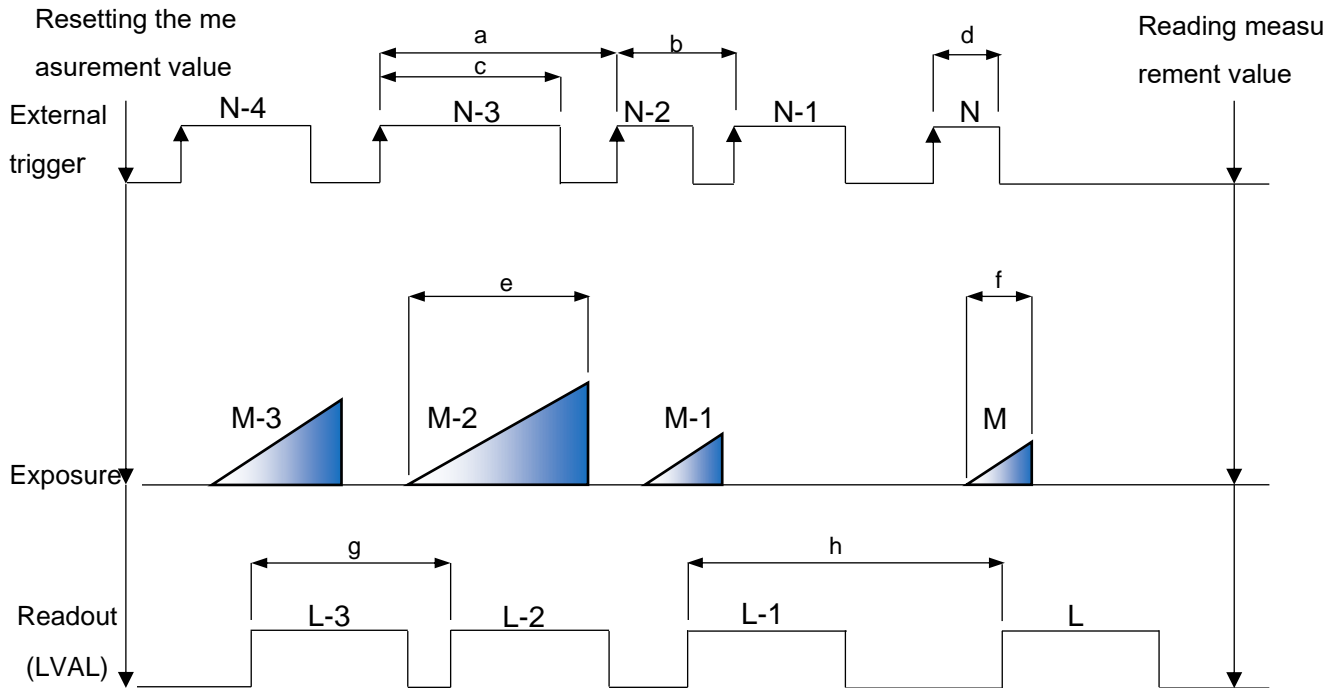 Resetting the me
asurement value
Reading measu
rement value
a
b
c
d
External
trigger
N-4
N-3
N-2
N-1
N
e
f
M-3
M-2
M-1
M
Exposure
g
h
Readout
(LVAL)
L-3
L-2
L-1
L